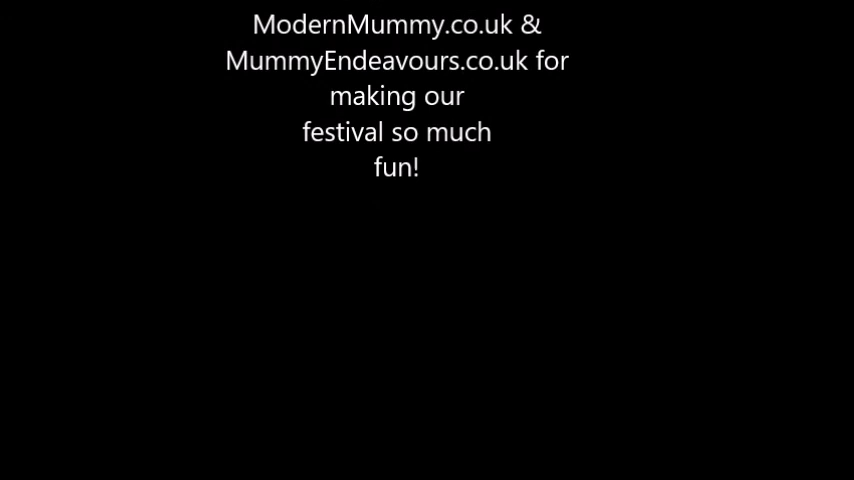 ModernMummy.co.uk &
MummyEndeavours.co.uk for
making our
festival so much
fun!